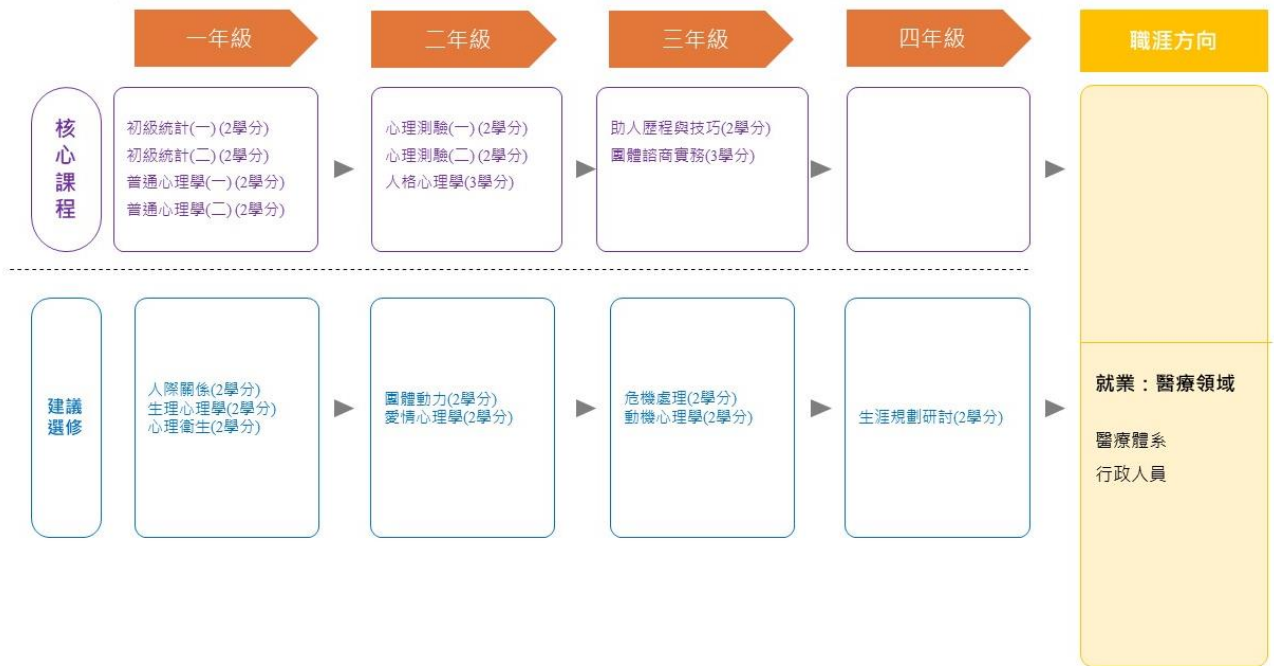 一年級
二年級
三年級
四年級
職涯方向
核
心
課
程
初級統計(一)(2學分)
初級統計(二)(2學分)
普通心理學(一)(2學分)
普通心理學(二)(2學分)
心理測驗(一)(2學分)
心理測驗(二)(2學分)
人格心理學(3學分)
助人歷程與技巧(2學分)
團體諮商實務(3學分)
建議
選修
人際關係(2學分)
生理心理學(2學分)
心理衛生(2學分)
團體動力(2學分)
愛情心理學(2學分)
危機處理(2學分)
動機心理學(2學分)
生涯規劃研討(2學分)
就業：醫療領域
醫療體系
行政人員